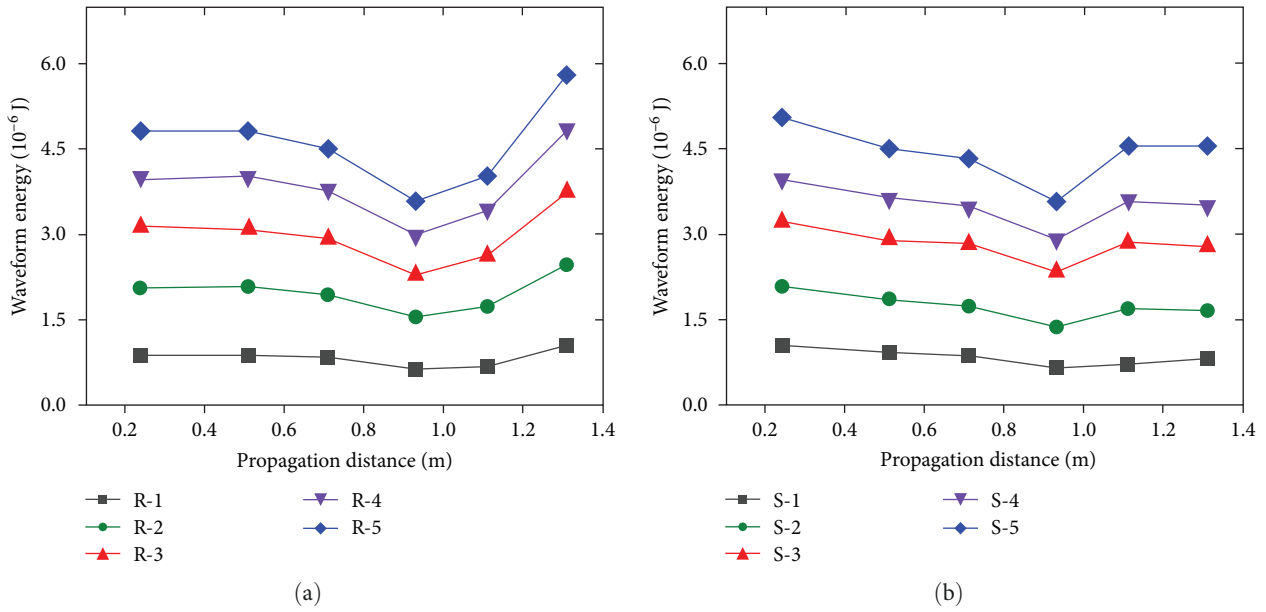 Waveform energy (10⁻⁶ J)
6.0
4.5
3.0
1.5
0.0
0.2 0.4 0.6 0.8 1.0 1.2 1.4
Propagation distance (m)
R-1 R-4
R-2 R-5
R-3
(a)
Waveform energy (10⁻⁶ J)
6.0
4.5
3.0
1.5
0.0
0.2 0.4 0.6 0.8 1.0 1.2 1.4
Propagation distance (m)
S-1 S-4
S-2 S-5
S-3
(b)